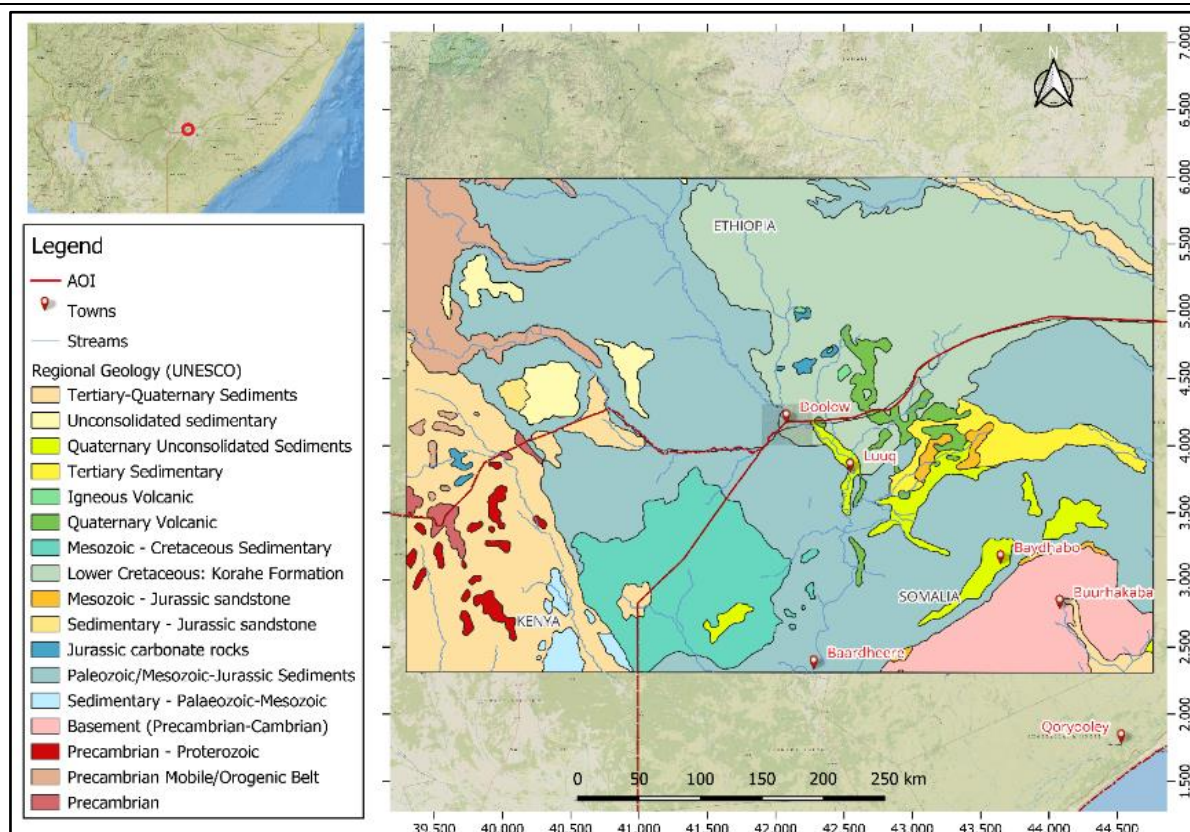 Legend
AOI
Towns
Streams
Regional Geology (UNESCO)
Tertiary-Quaternary Sediments
Unconsolidated sedimentary
Quaternary Unconsolidated Sediments
Tertiary Sedimentary
Igneous Volcanic
Quaternary Volcanic
Mesozoic - Cretaceous Sedimentary
Lower Cretaceous: Korahe Formation
Mesozoic - Jurassic sandstone
Sedimentary - Jurassic sandstone
Jurassic carbonate rocks
Paleozoic/Mesozoic-Jurassic Sediments
Sedimentary - Palaeozoic-Mesozoic
Basement (Precambrian-Cambrian)
Precambrian - Proterozoic
Precambrian Mobile/Orogenic Belt
Precambrian
N
ETHIOPIA
Doolow
Luuq
Baydhabo
SOMALIA
Buurhakaba
KENYA
Baardheere
Qoryooley
0 50 100 150 200 250 km
7.000
6.500
6.000
5.500
5.000
4.500
4.000
3.500
3.000
2.500
2.000
1.500
39.500 40.000 40.500 41.000 41.500 42.000 42.500 43.000 43.500 44.000 44.500